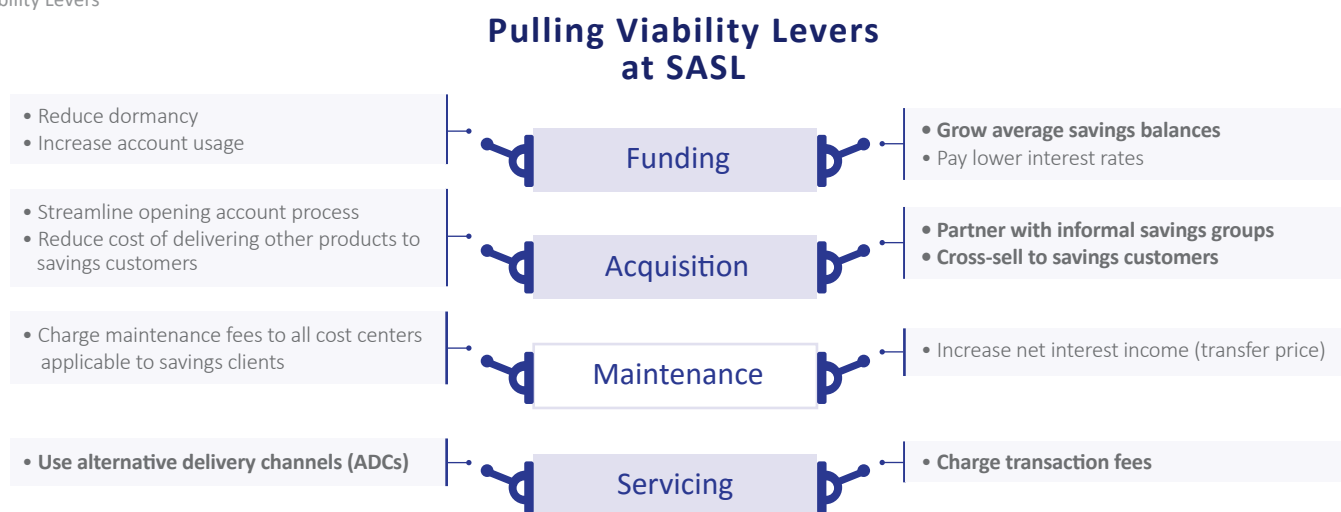 Pulling Viability Levers
at SASL
• Reduce dormancy
• Increase account usage
Funding
• Grow average savings balances
• Pay lower interest rates
• Streamline opening account process
• Reduce cost of delivering other products to
savings customers
Acquisition
• Partner with informal savings groups
• Cross-sell to savings customers
• Charge maintenance fees to all cost centers
applicable to savings clients
Maintenance
• Increase net interest income (transfer price)
• Use alternative delivery channels (ADCs)
Servicing
• Charge transaction fees